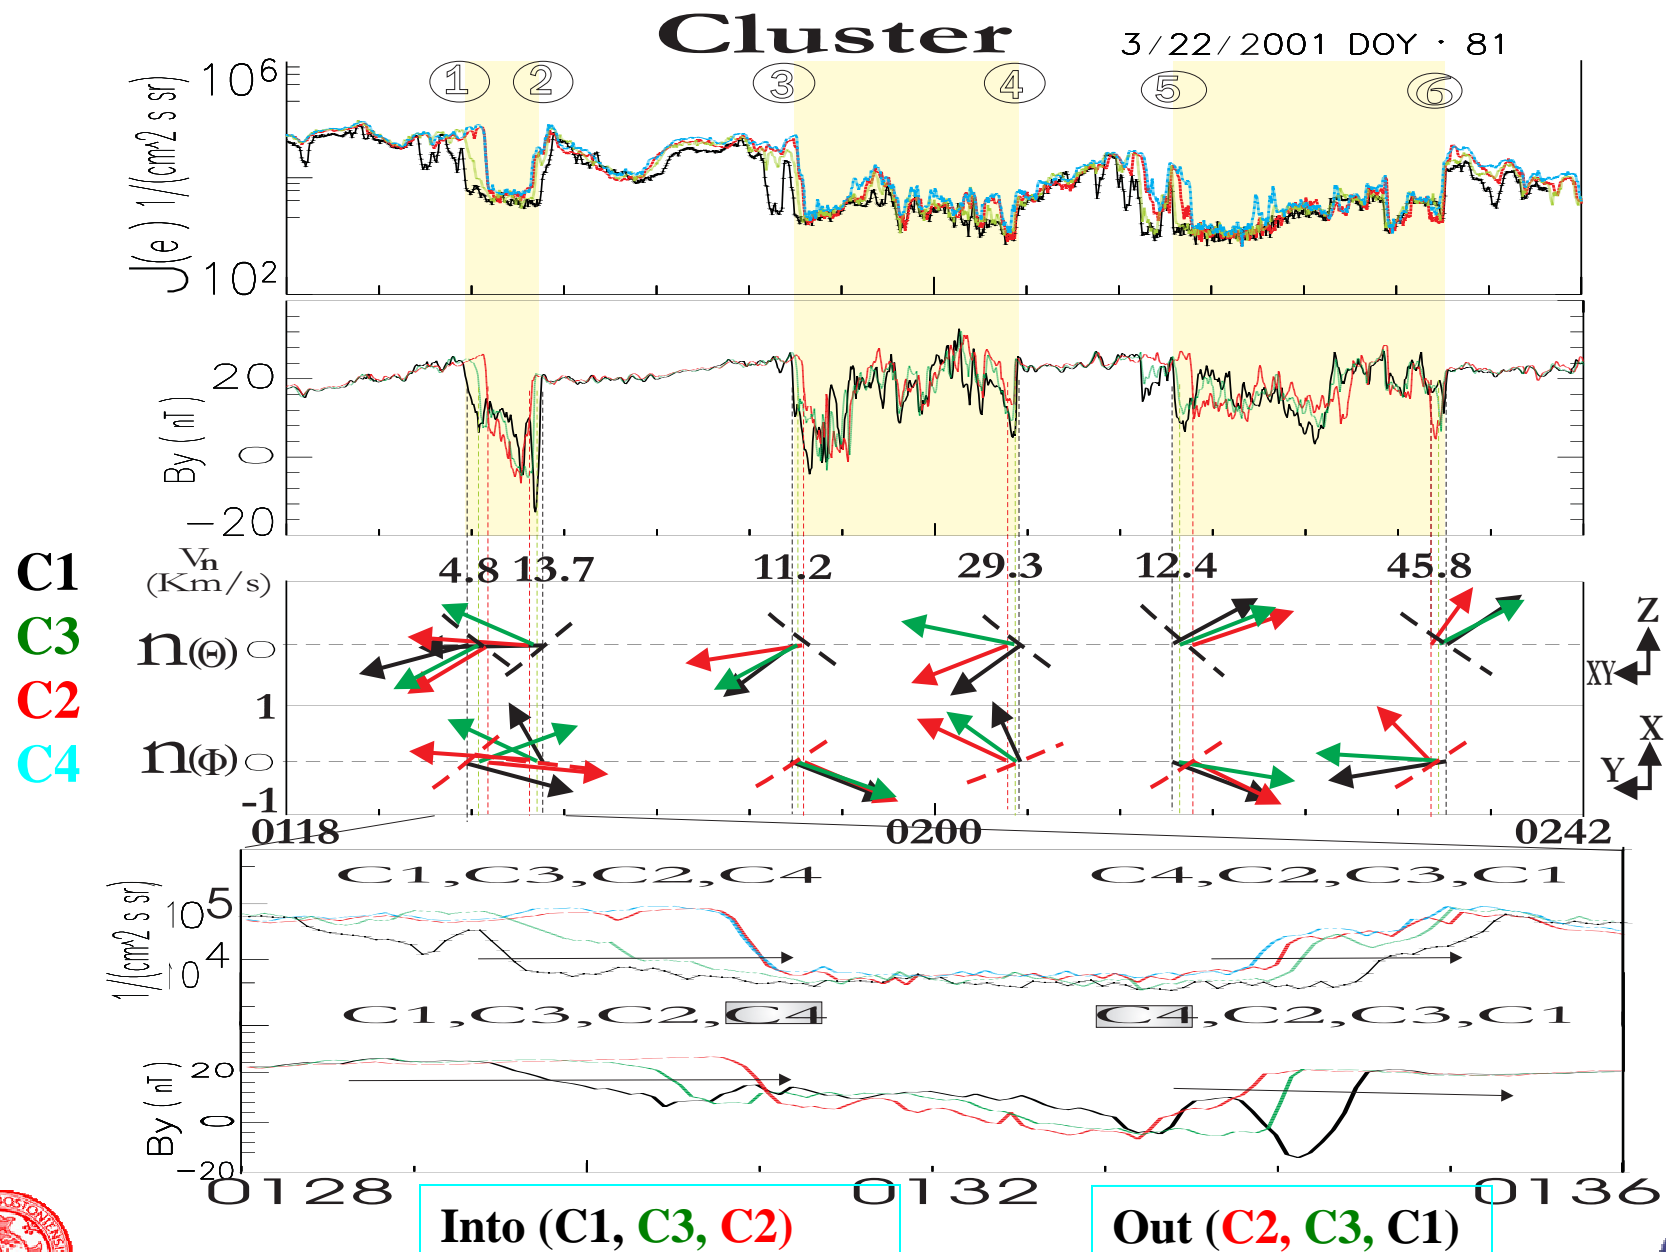 Cluster
3/22/2001 DOY · 81
1 2 3 4 5 6
10^6
J(e) 1/(cm^2 s sr)
10^2
20
By (nT)
0
-20
C1
C3
C2
C4
Vn
(Km/s)
4.8 13.7 11.2 29.3 12.4 45.8
n(Θ) 0
Z
XY
1
n(Φ) 0
X
Y
-1
0118 0200 0242
C1,C3,C2,C4 C4,C2,C3,C1
10^5
1/(cm^2 s sr)
10^4
C1,C3,C2,C4 C4,C2,C3,C1
20
By (nT)
0
-20
0128 0132 0136
Into (C1, C3, C2) Out (C2, C3, C1)